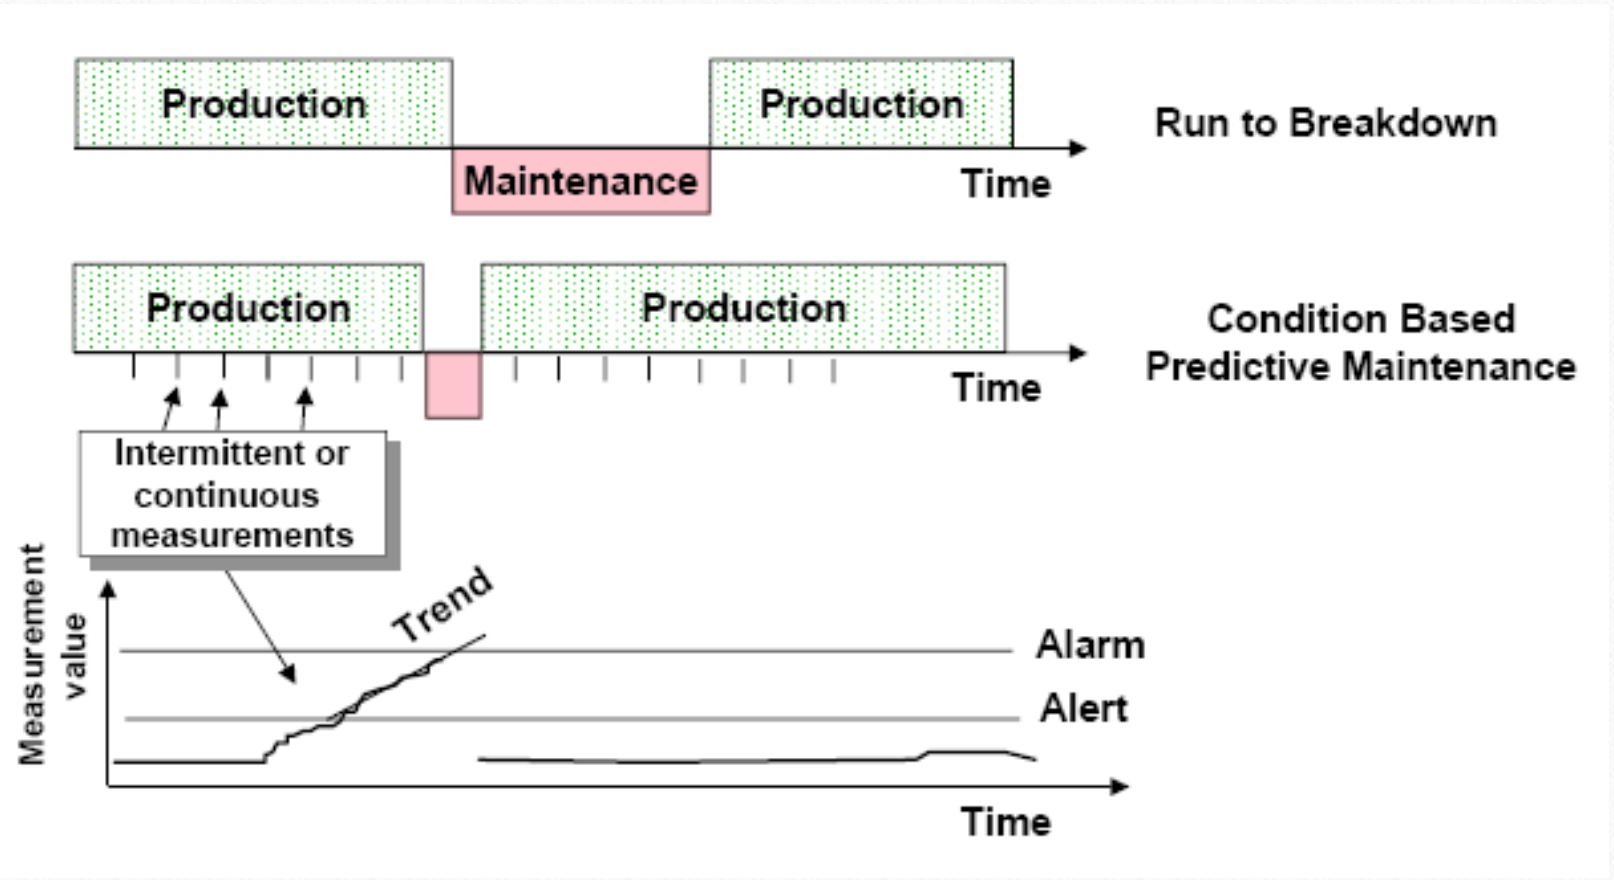 Production
Production
Run to Breakdown
Maintenance
Time
Production
Production
Condition Based
Predictive Maintenance
Time
Intermittent or
continuous
measurements
Measurement
value
Trend
Alarm
Alert
Time